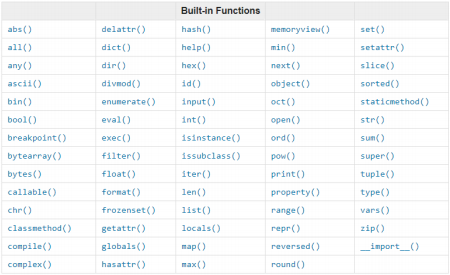 Built-in Functions
abs() delattr() hash() memoryview() set()
all() dict() help() min() setattr()
any() dir() hex() next() slice()
ascii() divmod() id() object() sorted()
bin() enumerate() input() oct() staticmethod()
bool() eval() int() open() str()
breakpoint() exec() isinstance() ord() sum()
bytearray() filter() issubclass() pow() super()
bytes() float() iter() print() tuple()
callable() format() len() property() type()
chr() frozenset() list() range() vars()
classmethod() getattr() locals() repr() zip()
compile() globals() map() reversed() __import__()
complex() hasattr() max() round()